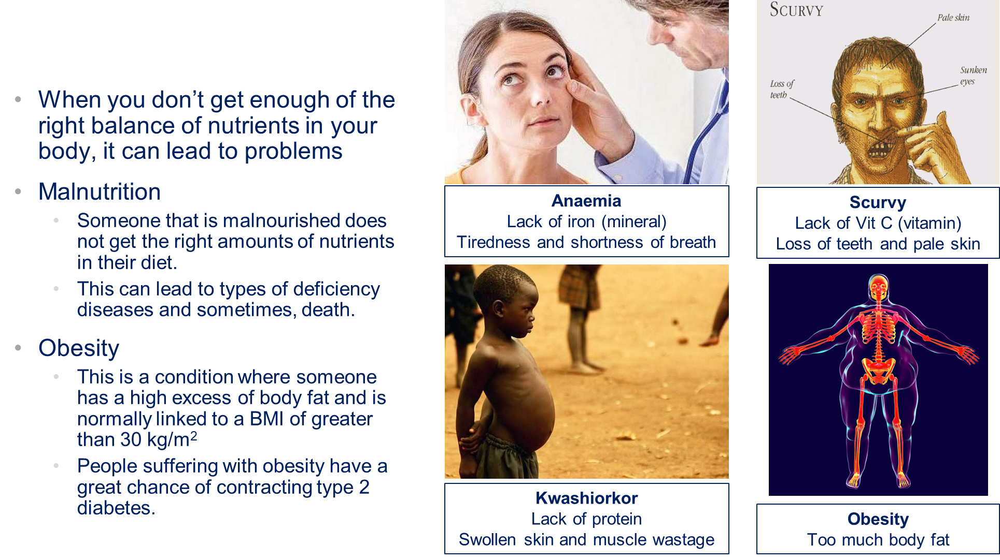 • When you don’t get enough of the
right balance of nutrients in your
body, it can lead to problems
• Malnutrition
• Someone that is malnourished does
not get the right amounts of nutrients
in their diet.
• This can lead to types of deficiency
diseases and sometimes, death.
• Obesity
• This is a condition where someone
has a high excess of body fat and is
normally linked to a BMI of greater
than 30 kg/m²
• People suffering with obesity have a
great chance of contracting type 2
diabetes.
Anaemia
Lack of iron (mineral)
Tiredness and shortness of breath
SCURVY
Pale skin
Sunken
eyes
Loss of
teeth
Scurvy
Lack of Vit C (vitamin)
Loss of teeth and pale skin
Kwashiorkor
Lack of protein
Swollen skin and muscle wastage
Obesity
Too much body fat